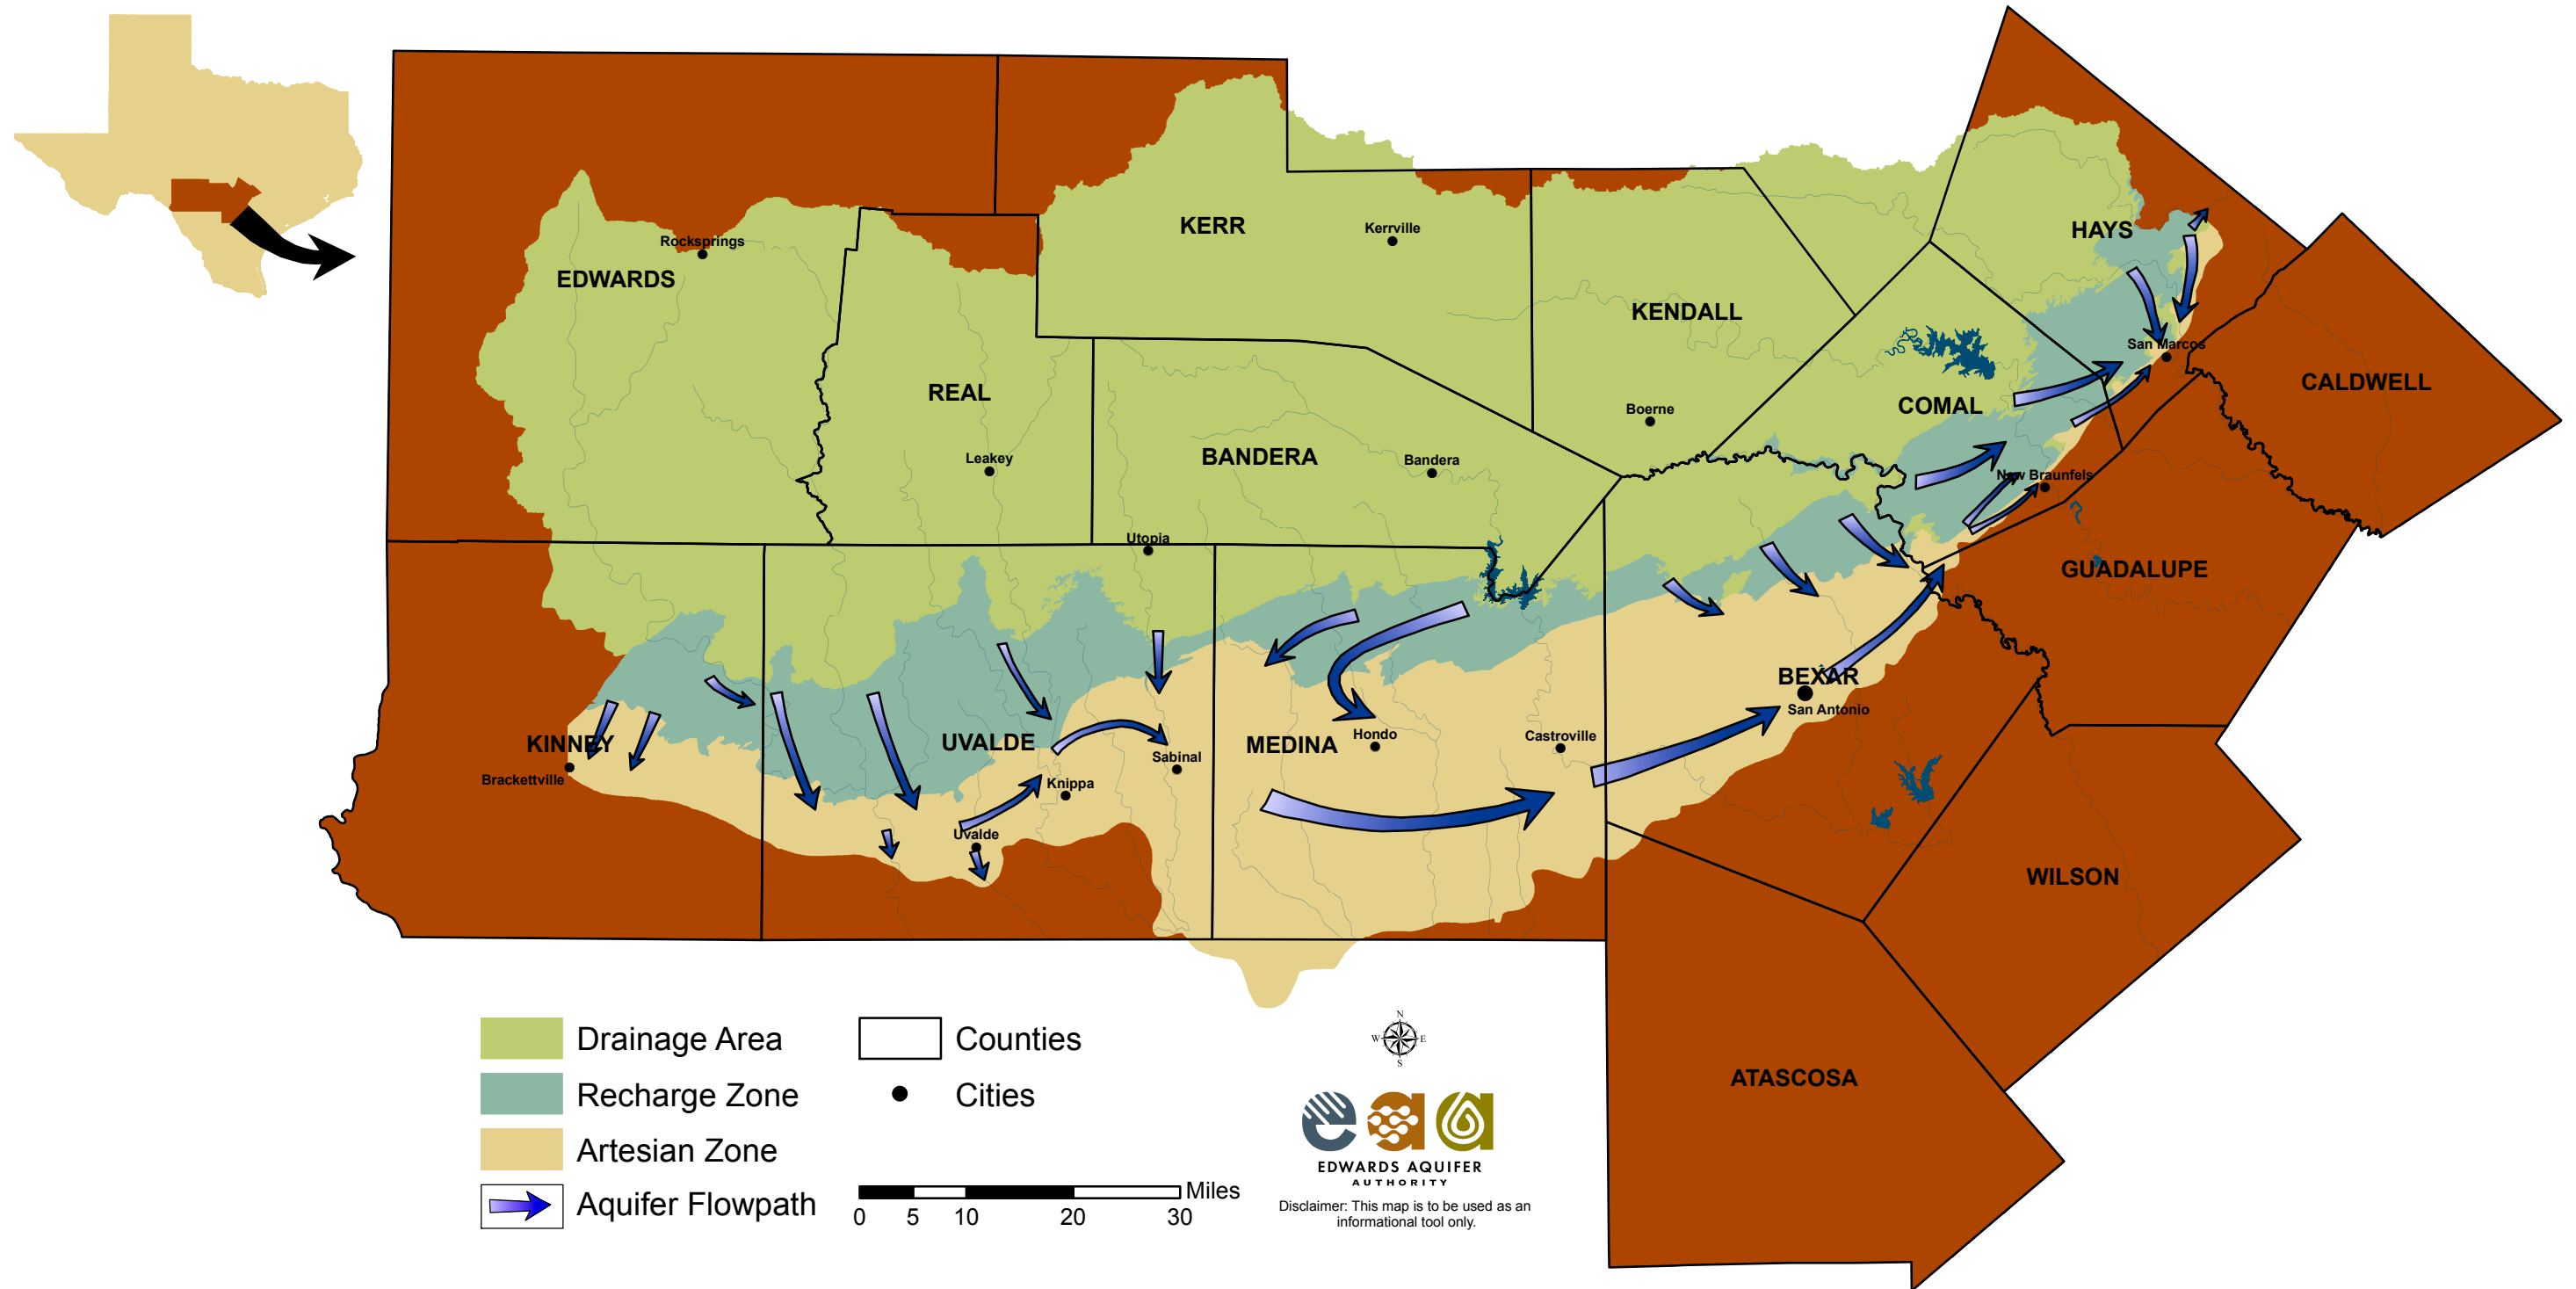 HAYS
KERR
Kerrville
Rocksprings
EDWARDS
KENDALL
San Marcos
CALDWELL
REAL
COMAL
Boerne
BANDERA
Bandera
Leakey
New Braunfels
Utopia
GUADALUPE
BEXAR
San Antonio
KINNEY
UVALDE
MEDINA
Hondo
Castroville
Sabinal
Brackettville
Knippa
Uvalde
WILSON
ATASCOSA
Drainage Area
Recharge Zone
Artesian Zone
Aquifer Flowpath
Counties
Cities
Miles
0 5 10 20 30
N
W E
S
eaa
EDWARDS AQUIFER
AUTHORITY
Disclaimer: This map is to be used as an
informational tool only.